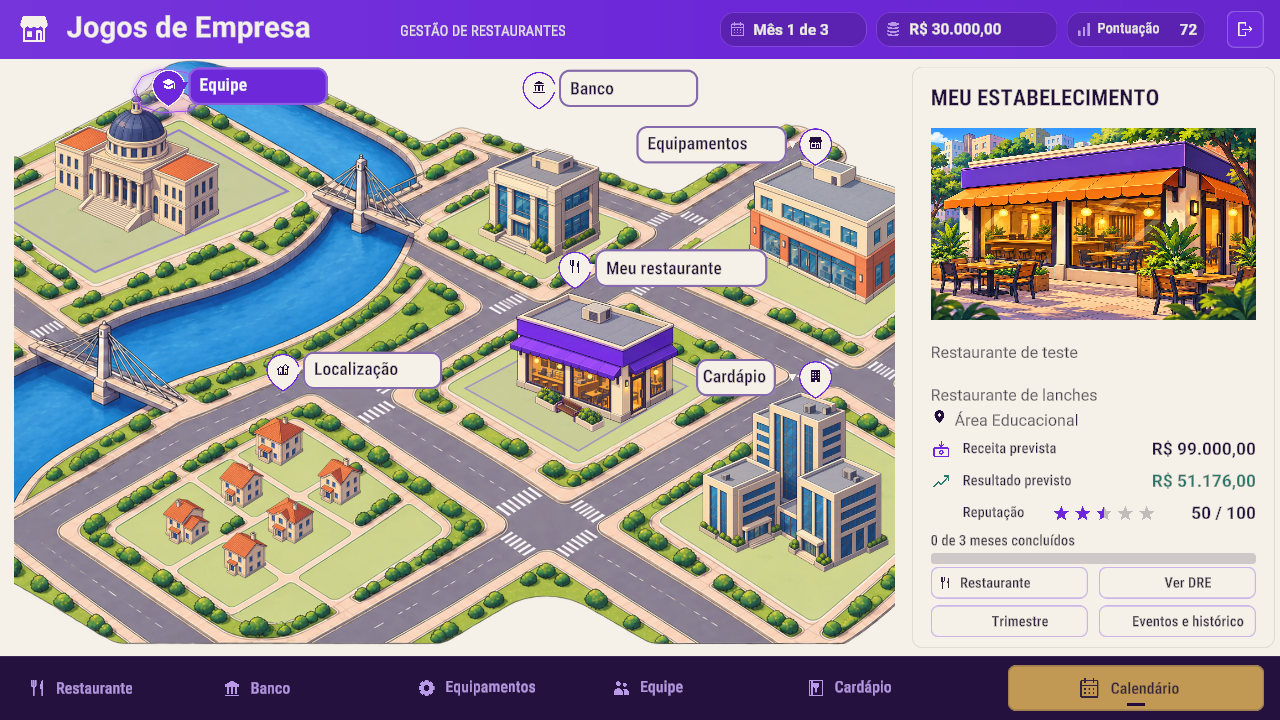 Jogos de Empresa
GESTÃO DE RESTAURANTES
Mês 1 de 3
R$ 30.000,00
Pontuação 72
Equipe
Banco
Equipamentos
Meu restaurante
Localização
Cardápio
MEU ESTABELECIMENTO
Restaurante de teste
Restaurante de lanches
Área Educacional
Receita prevista R$ 99.000,00
Resultado previsto R$ 51.176,00
Reputação 50 / 100
0 de 3 meses concluídos
Restaurante
Ver DRE
Trimestre
Eventos e histórico
Restaurante
Banco
Equipamentos
Equipe
Cardápio
Calendário